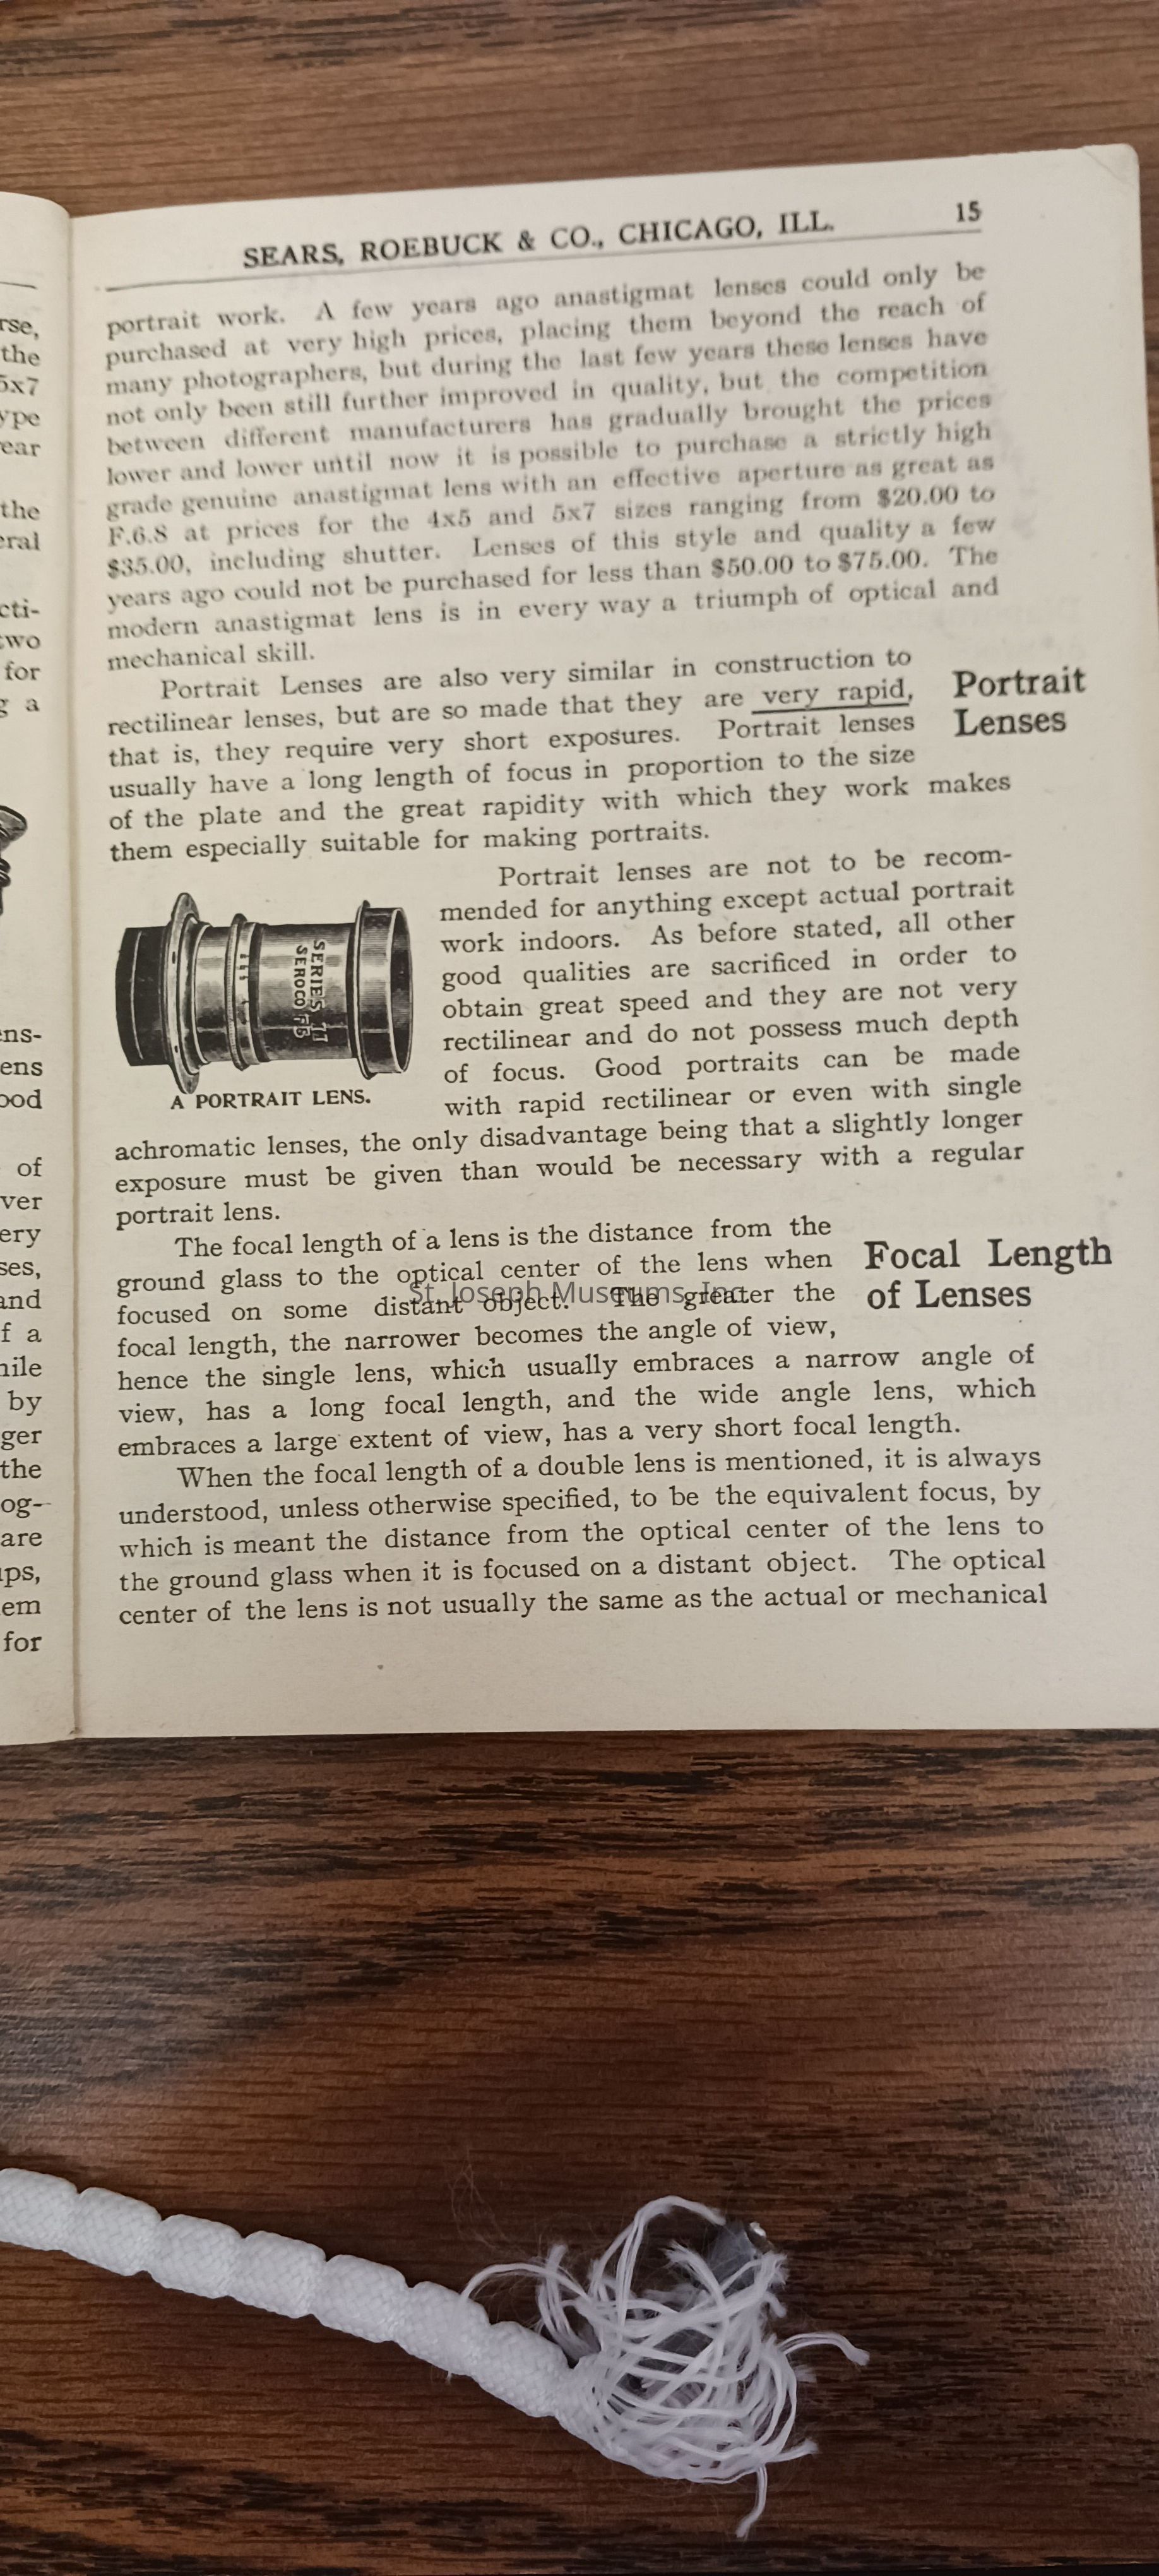 SEARS, ROEBUCK & CO., CHICAGO, ILL. 15
portrait work. A few years ago anastigmat lenses could only be
purchased at very high prices, placing them beyond the reach of
many photographers, but during the last few years these lenses have
not only been still further improved in quality, but the competition
between different manufacturers has gradually brought the prices
lower and lower until now it is possible to purchase a strictly high
grade genuine anastigmat lens with an effective aperture as great as
F.6.8 at prices for the 4x5 and 5x7 sizes ranging from $20.00 to
$35.00, including shutter. Lenses of this style and quality a few
years ago could not be purchased for less than $50.00 to $75.00. The
modern anastigmat lens is in every way a triumph of optical and
mechanical skill.
Portrait Lenses
Portrait Lenses are also very similar in construction to
rectilinear lenses, but are so made that they are very rapid,
that is, they require very short exposures. Portrait lenses
usually have a long length of focus in proportion to the size
of the plate and the great rapidity with which they work makes
them especially suitable for making portraits.
Portrait lenses are not to be recom-
mended for anything except actual portrait
work indoors. As before stated, all other
good qualities are sacrificed in order to
obtain great speed and they are not very
rectilinear and do not possess much depth
of focus. Good portraits can be made
with rapid rectilinear or even with single
SERIES II
SEROCO
A PORTRAIT LENS.
achromatic lenses, the only disadvantage being that a slightly longer
exposure must be given than would be necessary with a regular
portrait lens.
Focal Length
of Lenses
The focal length of a lens is the distance from the
ground glass to the optical center of the lens when
focused on some distant object. The greater the
focal length, the narrower becomes the angle of view,
hence the single lens, which usually embraces a narrow angle of
view, has a long focal length, and the wide angle lens, which
embraces a large extent of view, has a very short focal length.
When the focal length of a double lens is mentioned, it is always
understood, unless otherwise specified, to be the equivalent focus, by
which is meant the distance from the optical center of the lens to
the ground glass when it is focused on a distant object. The optical
center of the lens is not usually the same as the actual or mechanical
St. Joseph Museums, Inc.